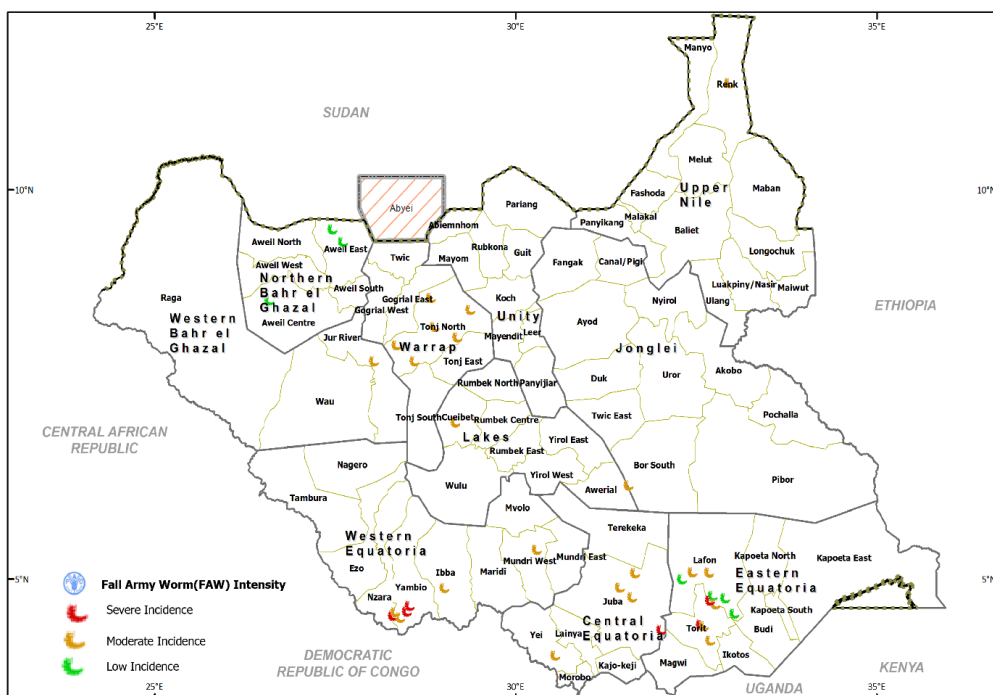 25°E 30°E 35°E
Manyo
Renk
SUDAN
Melut
10°N 10°N
Fashoda
Upper
Nile
Maban
Abyei
Pariang
Malakal
Panyikang
Abiemnhom
Baliet
Aweil North
Aweil East
Rubkona
Guit
Twic
Mayom
Fangak
Canal/Pigi
Longochuk
Aweil West
Northern
Bahr el
Ghazal
Aweil South
Luakpiny/Nasir
Maiwut
Raga
Gogrial East
Koch
Nyirol
Ulang
ETHIOPIA
Gogrial West
Western
Bahr el
Ghazal
Aweil Centre
Unity
Ayod
Tonj North
Mayendit
Leer
Jur River
Warrap
Jonglei
Tonj East
Akobo
Uror
Duk
Rumbek North
Panyijiar
Wau
Pochalla
Tonj South
Cueibet
Rumbek Centre
Twic East
CENTRAL AFRICAN
REPUBLIC
Lakes
Yirol East
Rumbek East
Nagero
Bor South
Yirol West
Wulu
Pibor
Awerial
Tambura
Mvolo
Terekeka
Western
Equatoria
Mundri West
Mundri East
Lafon
Kapoeta North
Kapoeta East
Ezo
Ibba
Maridi
Eastern
Equatoria
5°N 5°N
Fall Army Worm(FAW) Intensity
Yambio
Nzara
Juba
Kapoeta South
Severe Incidence
Central
Equatoria
Torit
Budi
Yei
Lainya
Moderate Incidence
Ikotos
Magwi
Kajo-keji
Low Incidence
Morobo
DEMOCRATIC
REPUBLIC OF CONGO
KENYA
UGANDA
25°E 30°E 35°E